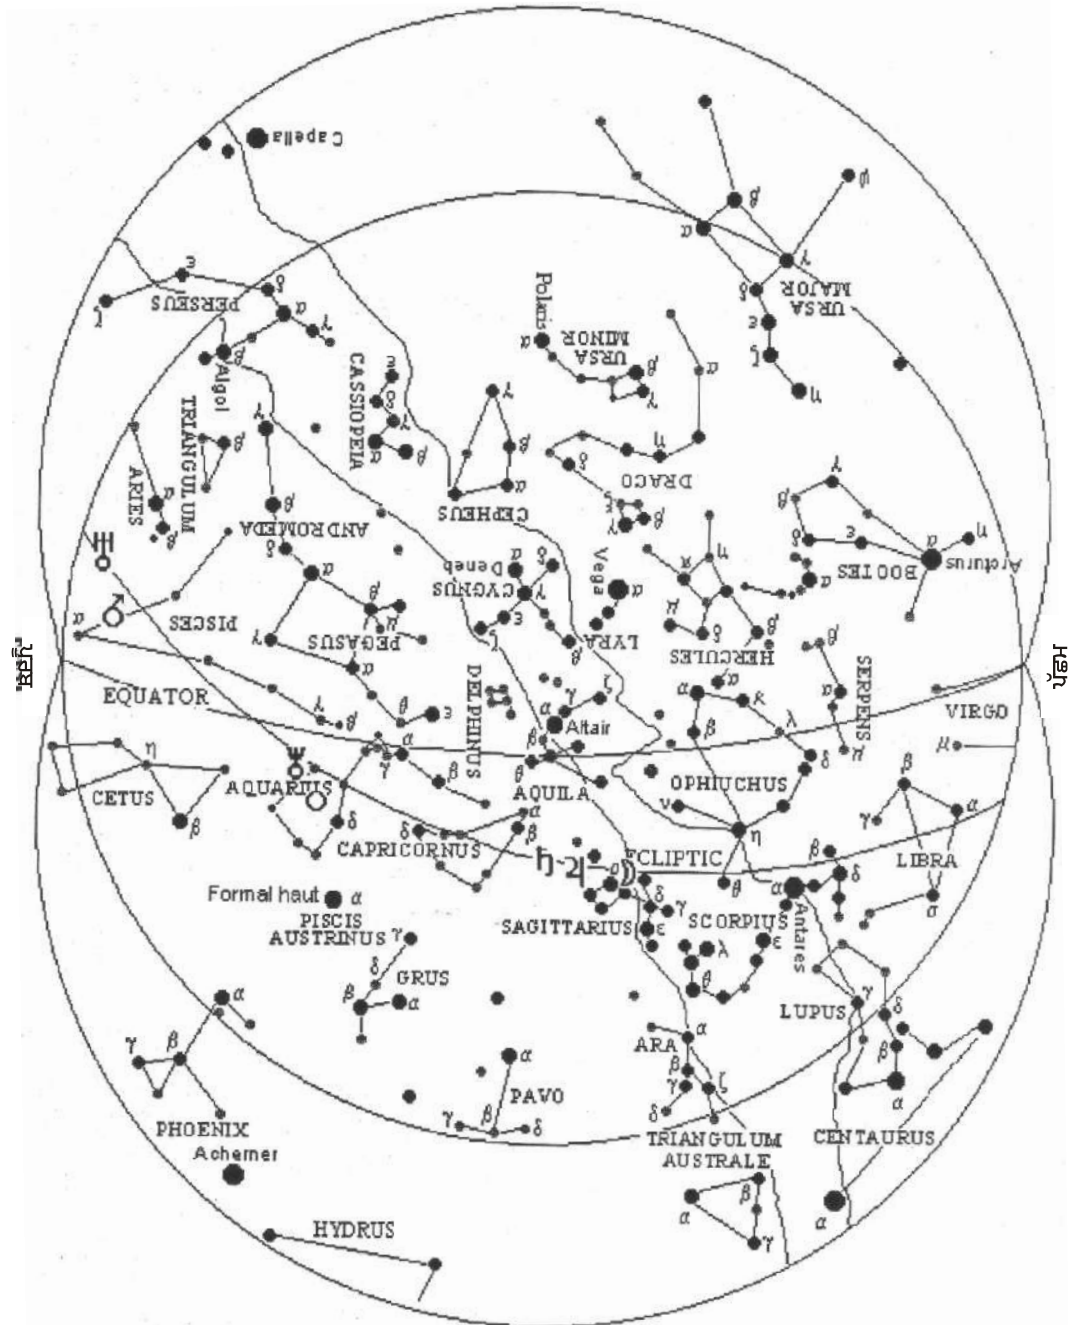 Capella
ε
δ
ζ
PERSEUS
α
γ
β
Algol
β
φ
α
γ
URSA
MAJOR
δ
ε
ζ
η
Polaris
α
URSA
MINOR
β
γ
α
CASSIOPEIA
ε
δ
γ
α
β
γ
β
α
CEPHEUS
η
δ
DRACO
ξ
γ
β
TRIANGULUM
β
ARIES
α
β
γ
β
ANDROMEDA
δ
α
γ
β
δ
ε
α
η
BOOTES
Arcturus
α
α
Deneb
δ
CYGNUS
γ
ε
ζ
β
Vega
α
LYRA
π
η
μ
δ
β
HERCULES
α
PISCES
α
γ
β
β
μ
PEGASUS
γ
α
θ
ε
DELPHINUS
β
α
SERPENS
μ
VIRGO
μ
EQUATOR
γ
ζ
α
Altair
β
θ
AQUILA
α
κ
β
λ
δ
OPHIUCHUS
ν
η
θ
η
CETUS
β
AQUARIUS
γ
α
β
δ
CAPRICORNUS
δ
α
β
ECLIPTIC
β
γ
α
LIBRA
σ
Formal haut
α
PISCIS
AUSTRINUS
γ
δ
GRUS
β
α
σ
SAGITTARIUS
δ
γ
ε
SCORPIUS
α
Antares
β
δ
ε
λ
θ
LUPUS
γ
δ
β
ARA
α
β
γ
ζ
δ
α
γ
β
PHOENIX
Acherner
α
PAVO
γ
β
δ
TRIANGULUM
AUSTRALE
α
β
γ
CENTAURUS
α
α
HYDRUS